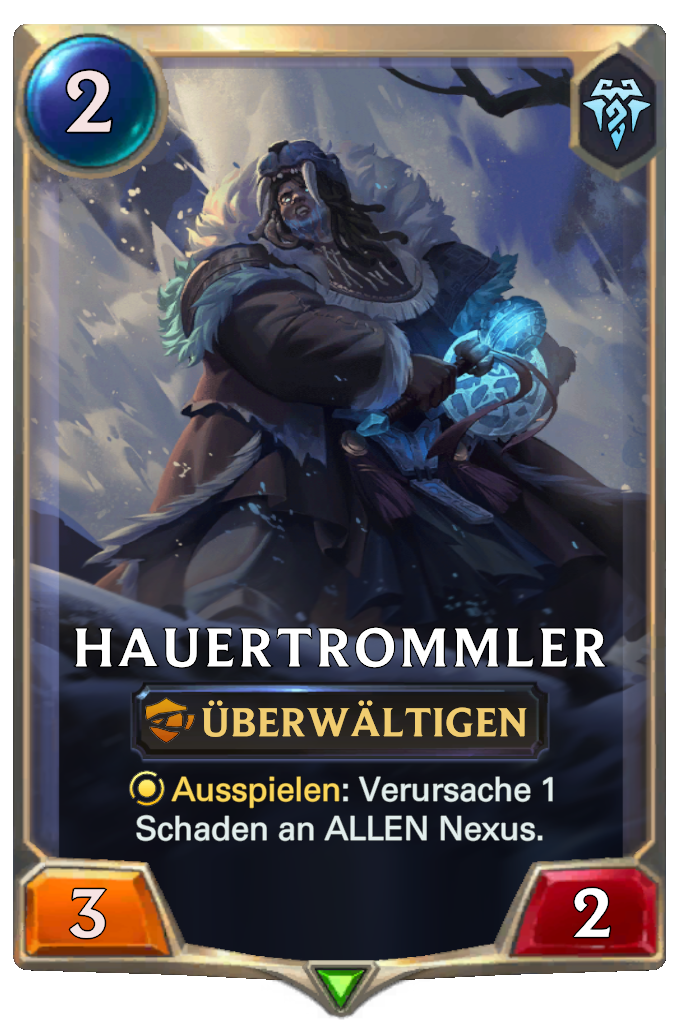 2
HAUERTROMMLER
ÜBERWÄLTIGEN
Ausspielen: Verursache 1
Schaden an ALLEN Nexus.
3
2